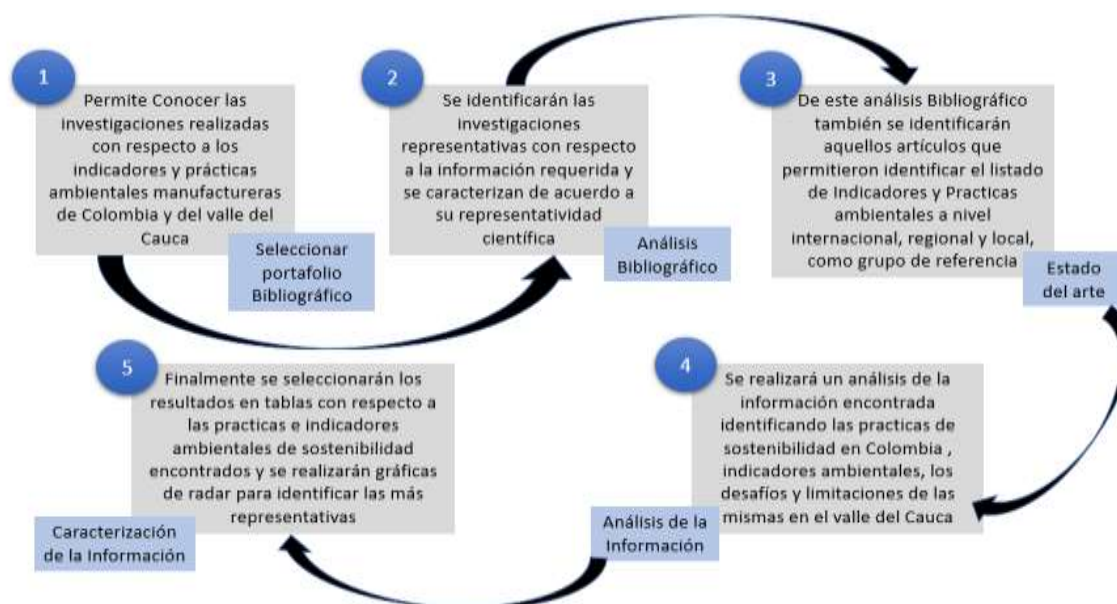 1
Permite Conocer las
investigaciones realizadas
con respecto a los
indicadores y prácticas
ambientales manufactureras
de Colombia y del valle del
Cauca
Seleccionar
portafolio
Bibliográfico
2
Se identificarán las
investigaciones
representativas con respecto
a la información requerida y
se caracterizan de acuerdo a
su representatividad
científica
Análisis
Bibliográfico
3
De este análisis Bibliográfico
también se identificarán
aquellos artículos que
permitieron identificar el listado
de Indicadores y Practicas
ambientales a nivel
internacional, regional y local,
como grupo de referencia
Estado
del arte
4
Se realizará un análisis de la
información encontrada
identificando las practicas de
sostenibilidad en Colombia ,
indicadores ambientales, los
desafíos y limitaciones de las
mismas en el valle del Cauca
Análisis de la
Información
5
Finalmente se seleccionarán los
resultados en tablas con respecto a
las practicas e indicadores
ambientales de sostenibilidad
encontrados y se realizarán gráficas
de radar para identificar las más
representativas
Caracterización
de la Información